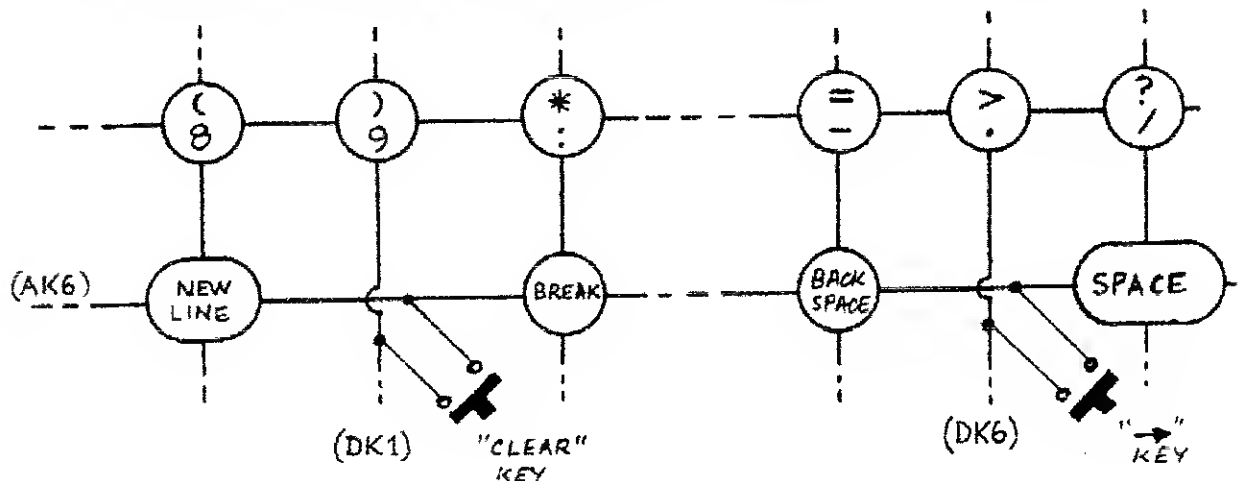 ( ) * = > ?
8 9 : - . /
(AK6) NEW LINE BREAK BACK SPACE SPACE
(DK1) "CLEAR" KEY (DK6) "→" KEY